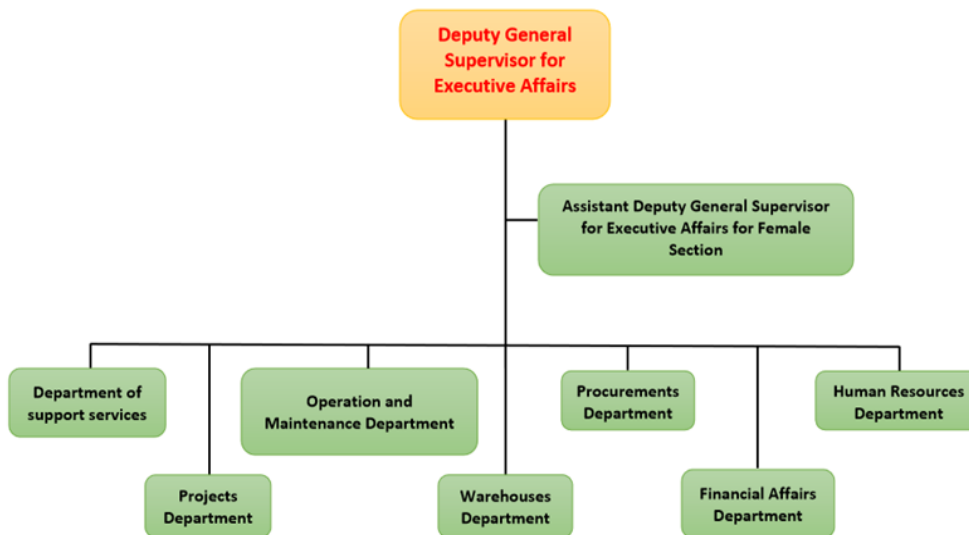 Deputy General
Supervisor for
Executive Affairs
Assistant Deputy General Supervisor
for Executive Affairs for Female
Section
Department of
support services
Operation and
Maintenance Department
Procurements
Department
Human Resources
Department
Projects
Department
Warehouses
Department
Financial Affairs
Department